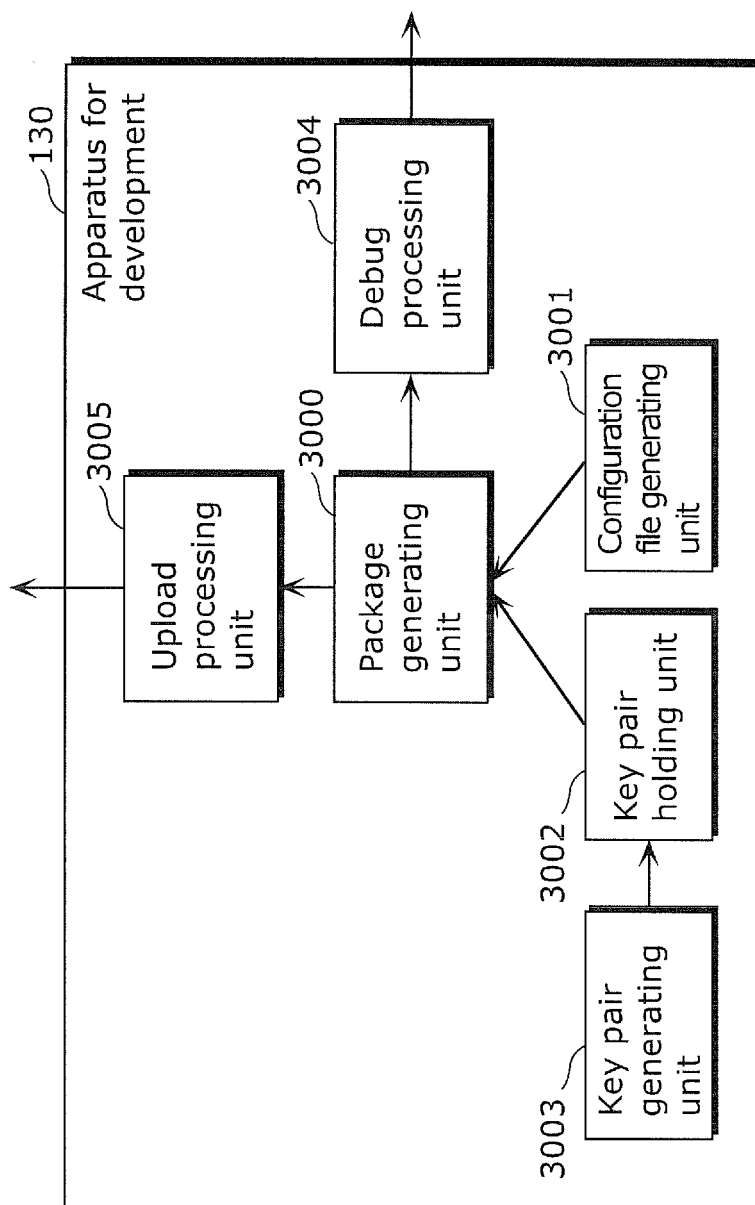 130
Apparatus for
development
3005
Upload
processing
unit
3000
Package
generating
unit
3004
Debug
processing
unit
3003
Key pair
generating
unit
3002
Key pair
holding unit
3001
Configuration
file generating
unit